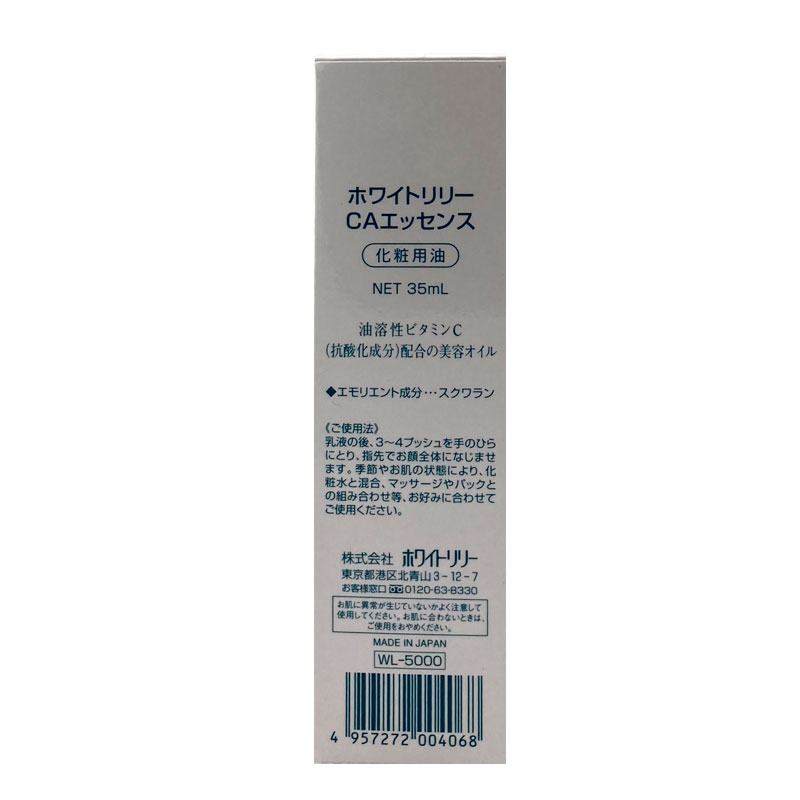 ホワイトリリー
CAエッセンス
化粧用油
NET 35mL
油溶性ビタミンC
(抗酸化成分)配合の美容オイル
◆エモリエント成分…スクワラン
《ご使用法》
乳液の後、3〜4プッシュを手のひら
にとり、指先でお顔全体になじませ
ます。季節やお肌の状態により、化
粧水と混合、マッサージやパックと
の組み合わせ等、お好みに合わせて
ご使用ください。
株式会社 ホワイトリリー
東京都港区北青山3-12-7
お客様窓口 0120-63-8330
お肌に異常が生じていないかよく注意して
使用してください。お肌に合わないときは、
ご使用をおやめください。
MADE IN JAPAN
WL-5000
4 957272 004068